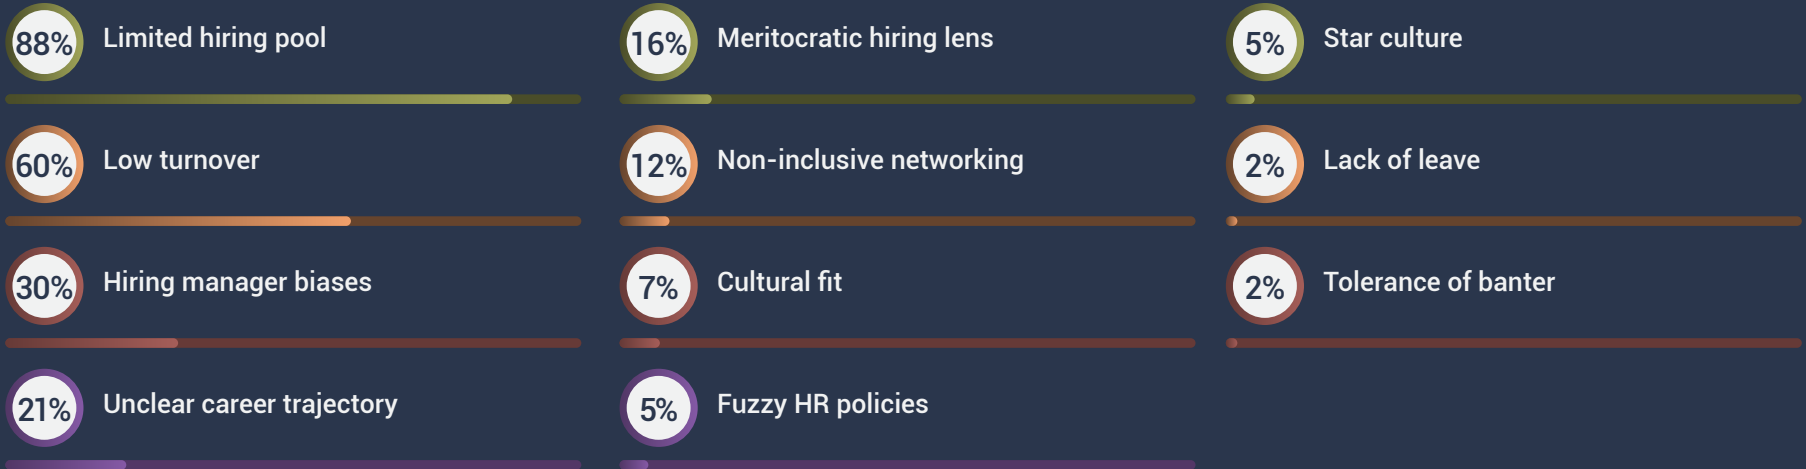 88% Limited hiring pool
60% Low turnover
30% Hiring manager biases
21% Unclear career trajectory
16% Meritocratic hiring lens
12% Non-inclusive networking
7% Cultural fit
5% Fuzzy HR policies
5% Star culture
2% Lack of leave
2% Tolerance of banter